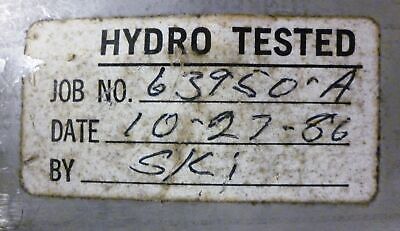 HYDRO TESTED
JOB NO. 63950-A
DATE 10-27-86
BY SKi